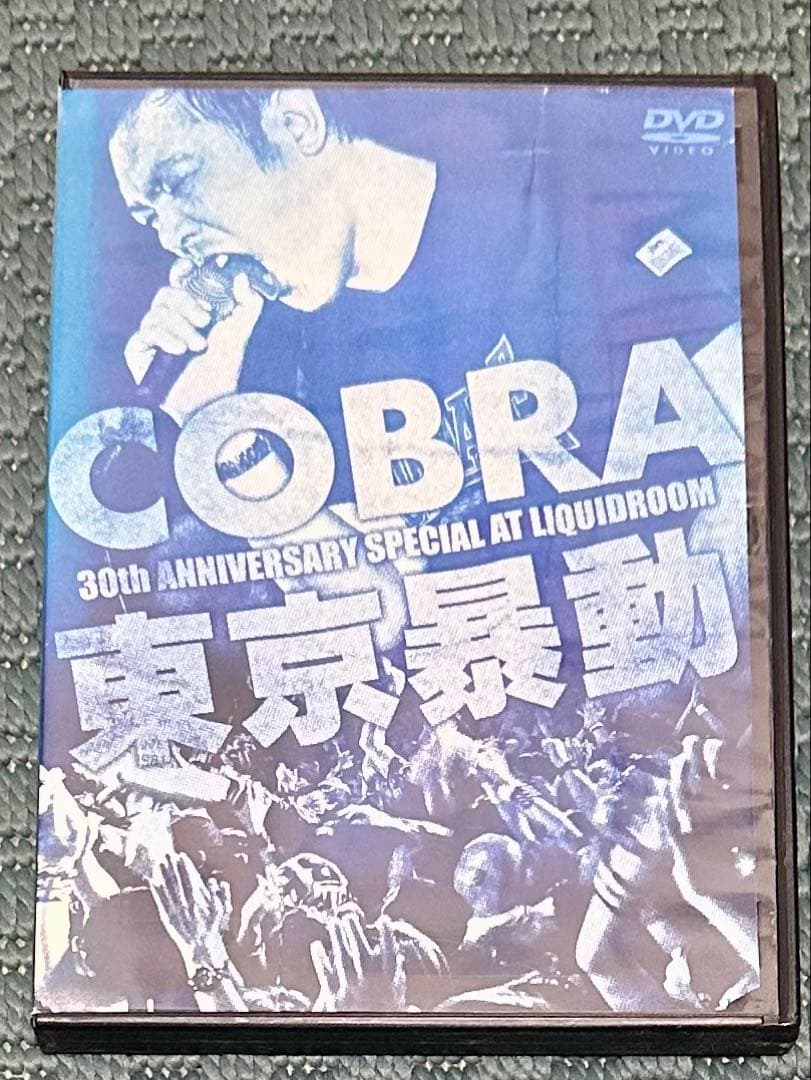 DVD
VIDEO
COBRA
30th ANNIVERSARY SPECIAL AT LIQUIDROOM
東京暴動